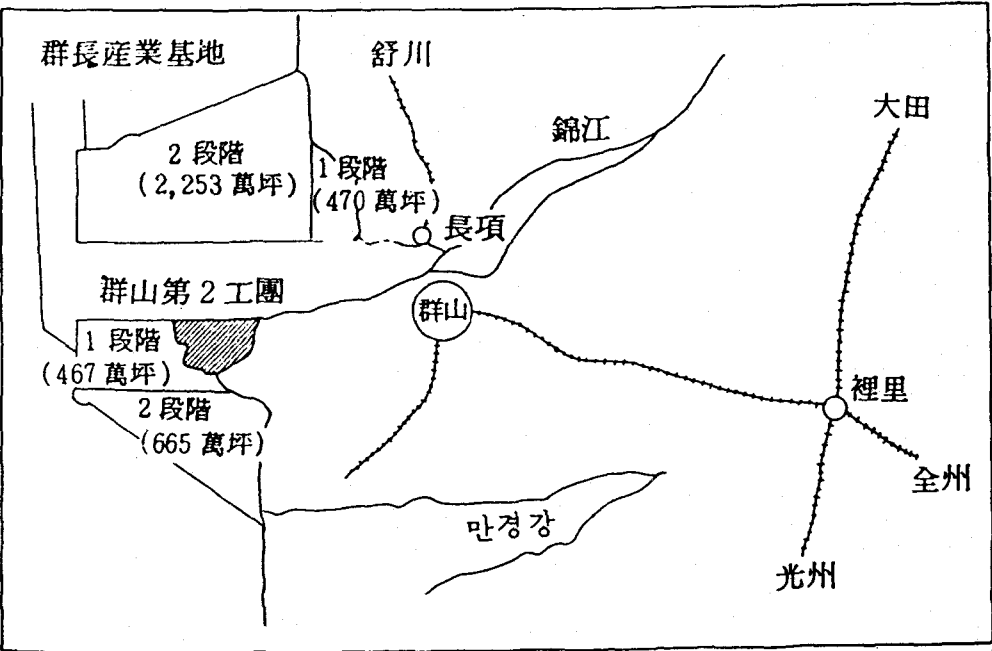 群長産業基地
舒川
錦江
大田
2 段階
(2,253 萬坪)
1 段階
(470 萬坪)
長項
群山第 2 工團
群山
1 段階
(467 萬坪)
2 段階
(665 萬坪)
裡里
全州
만경강
光州